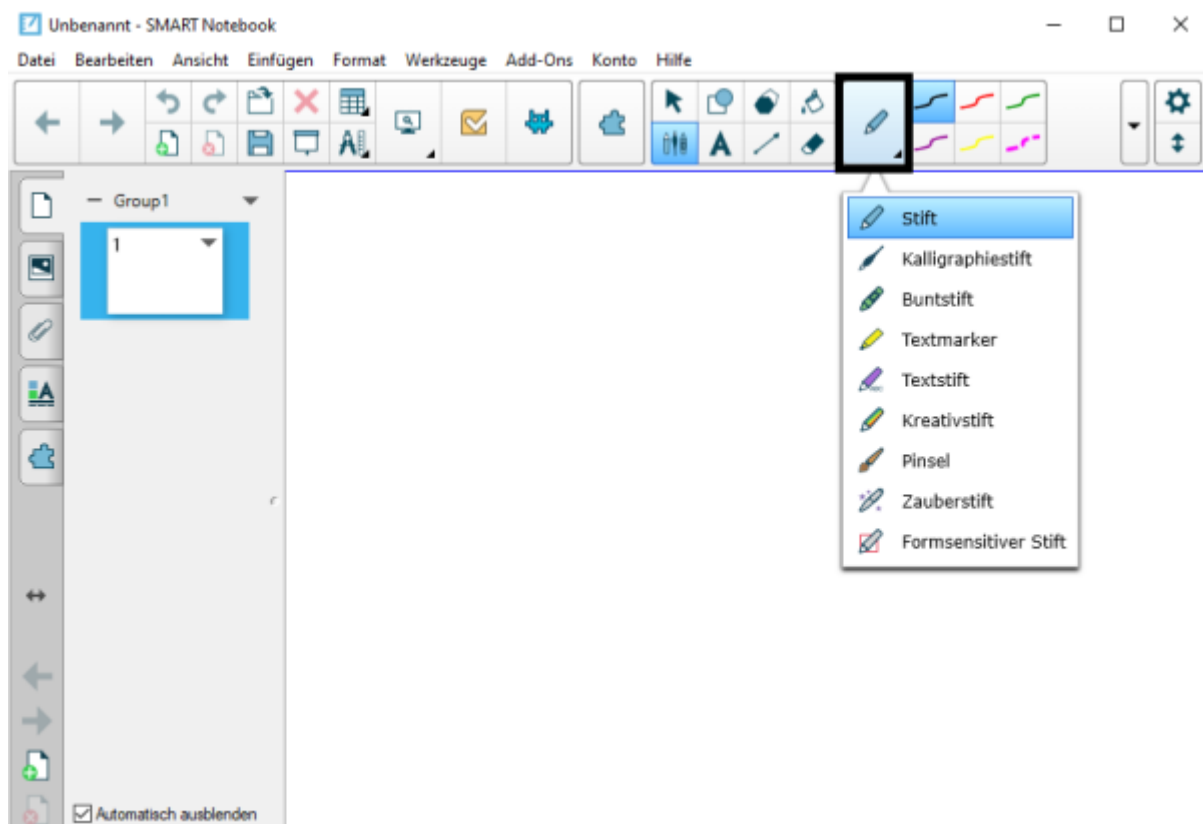 Unbenannt - SMART Notebook
Datei Bearbeiten Ansicht Einfügen Format Werkzeuge Add-Ons Konto Hilfe
Group1
1
Stift
Kalligraphiestift
Buntstift
Textmarker
Textstift
Kreativstift
Pinsel
Zauberstift
Formsensitiver Stift
Automatisch ausblenden